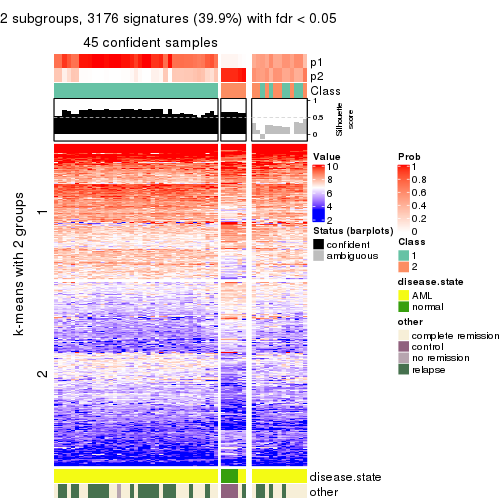 2 subgroups, 3176 signatures (39.9%) with fdr < 0.05
45 confident samples
p1
p2
Class
1
0.5
0
Silhouette
score
k-means with 2 groups
1
2
disease.state
other
Value
10
8
6
4
2
Status (barplots)
confident
ambiguous
Prob
1
0.8
0.6
0.4
0.2
0
Class
1
2
disease.state
AML
normal
other
complete remission
control
no remission
relapse